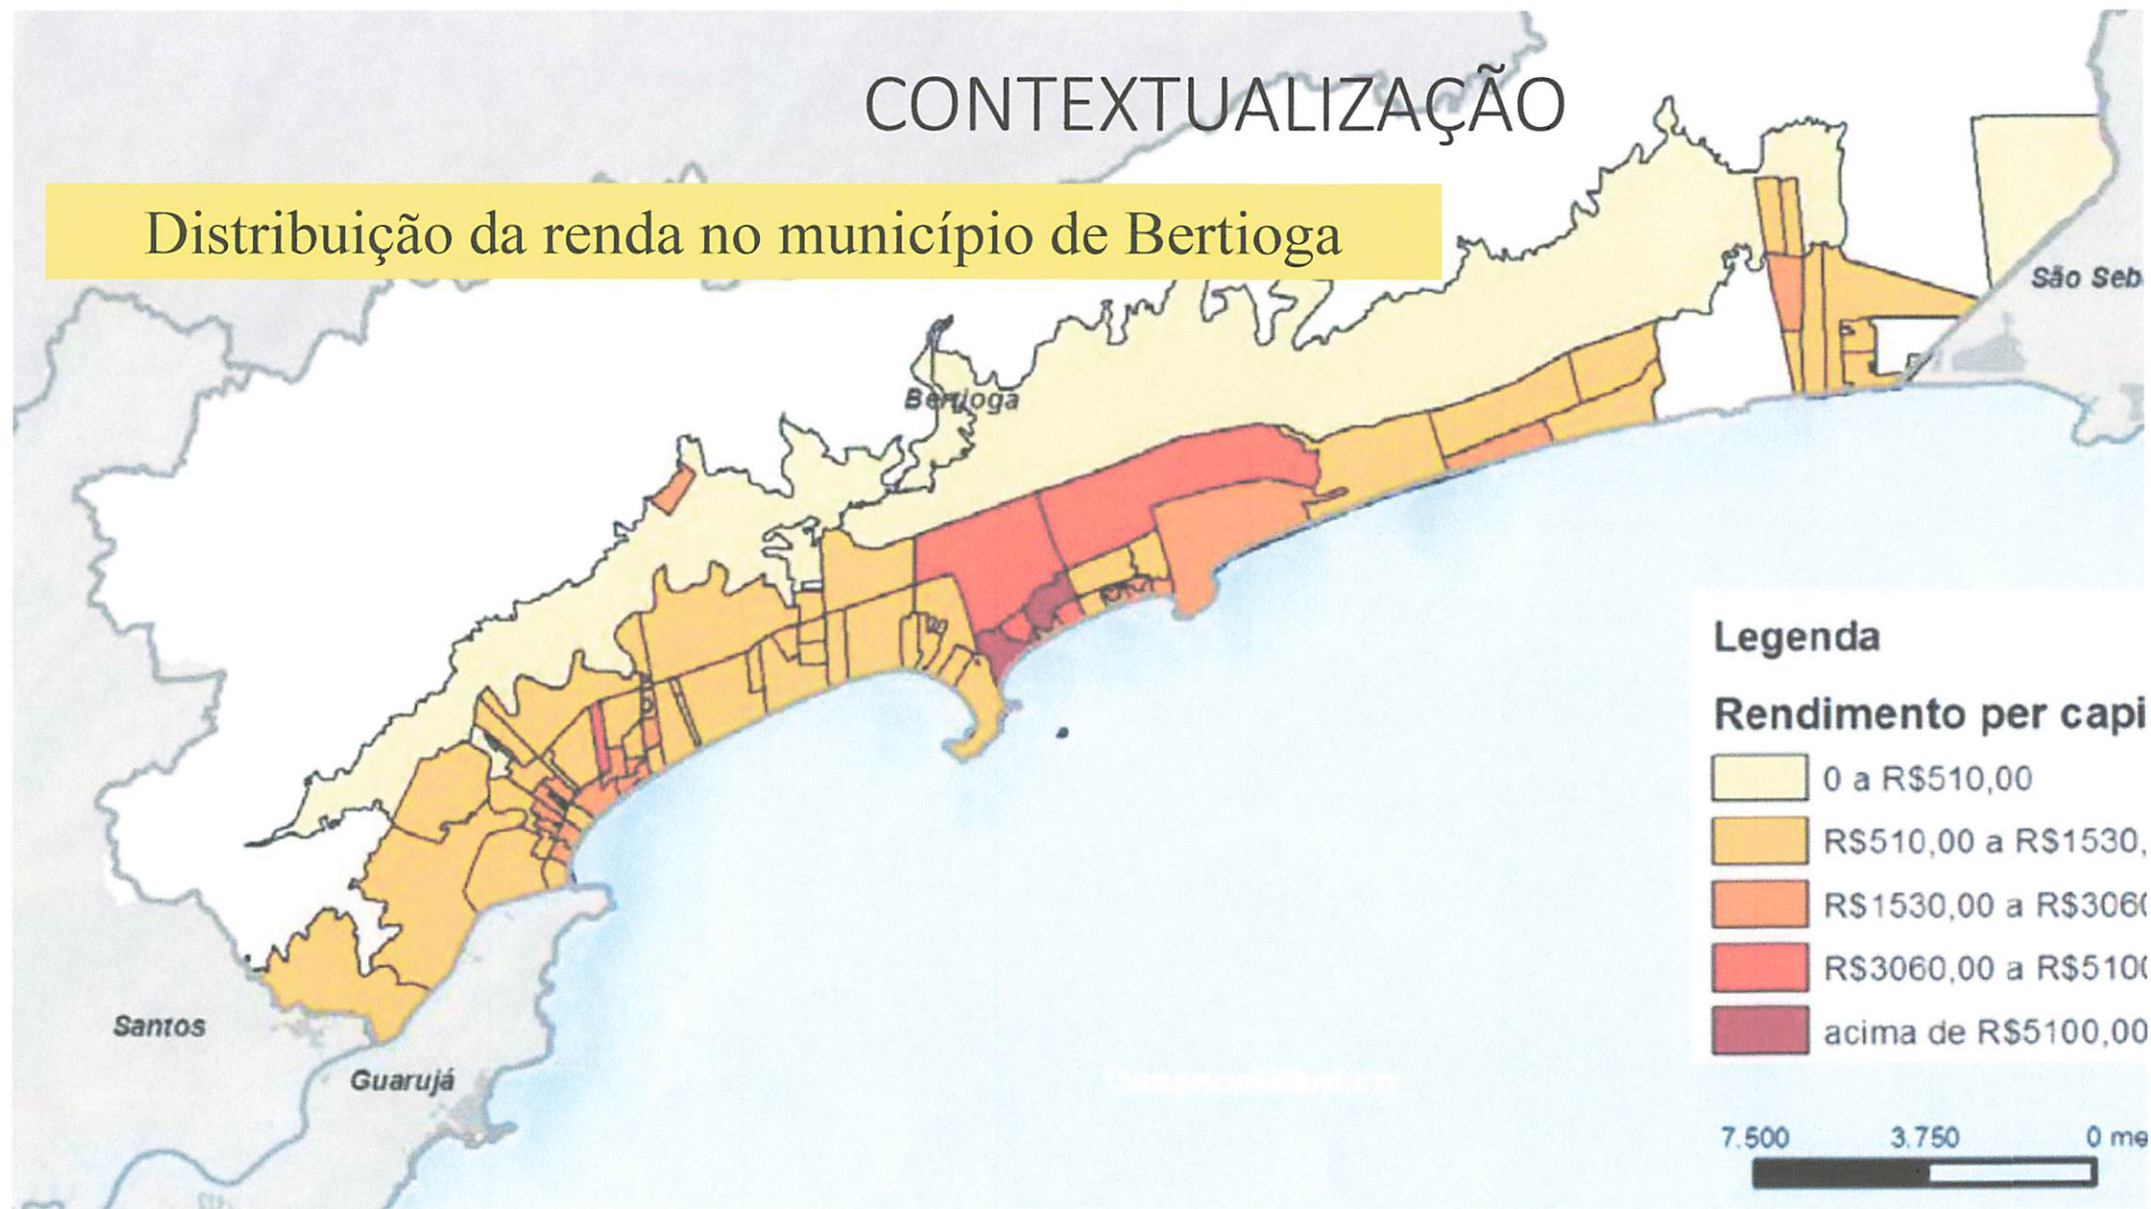 CONTEXTUALIZAÇÃO
Distribuição da renda no município de Bertioga
São Seb
Bertioga
Santos
Guarujá
Legenda
Rendimento per capi
0 a R$510,00
R$510,00 a R$1530,
R$1530,00 a R$306(
R$3060,00 a R$510(
acima de R$5100,00
7.500 3.750 0 me